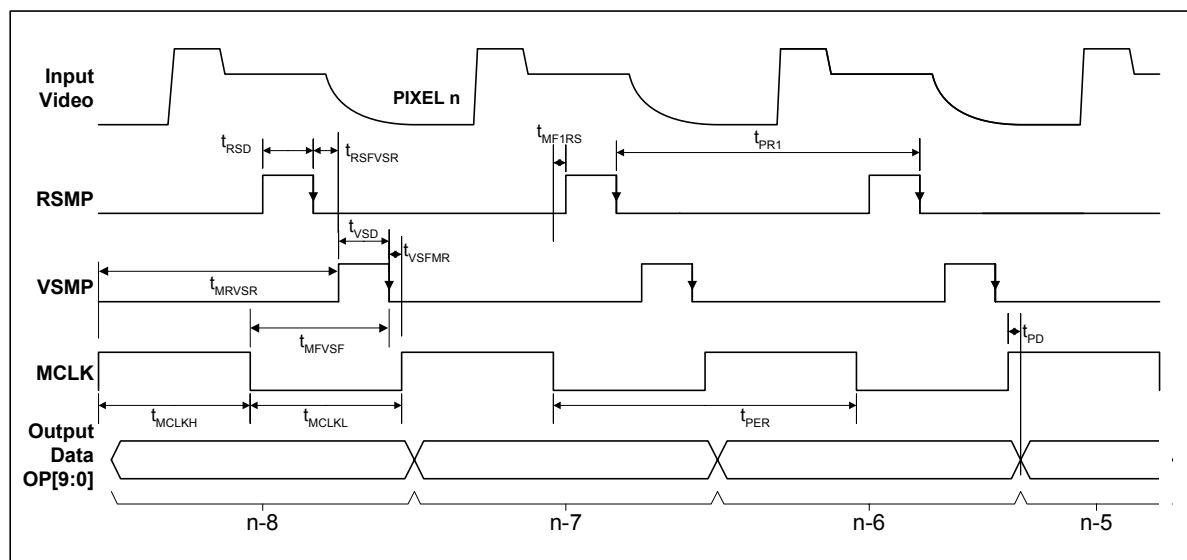 Input
Video
PIXEL n
tMF1RS
tRSD
tRSFVSR
tPR1
RSMP
tVSD
tVSFMR
VSMP
tMRVSR
tMFVSF
tPD
MCLK
tMCLKH
tMCLKL
tPER
Output
Data
OP[9:0]
n-8
n-7
n-6
n-5